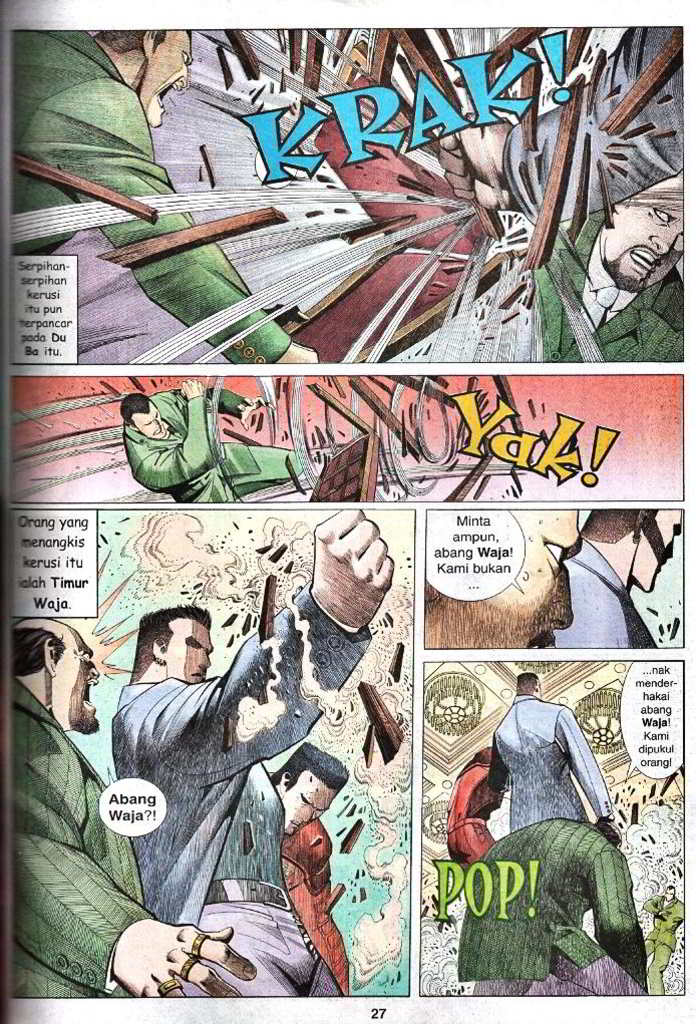 KRAK!
Serpihan-
serpihan
kerusi
itu pun
terpancar
pada Du
Ba itu.
Yak!
Orang yang
menangkis
kerusi itu
ialah Timur
Waja.
Abang
Waja?!
Minta
ampun,
abang Waja!
Kami bukan
...
...nak
mender-
hakai
abang
Waja!
Kami
dipukul
orang!
POP!
27